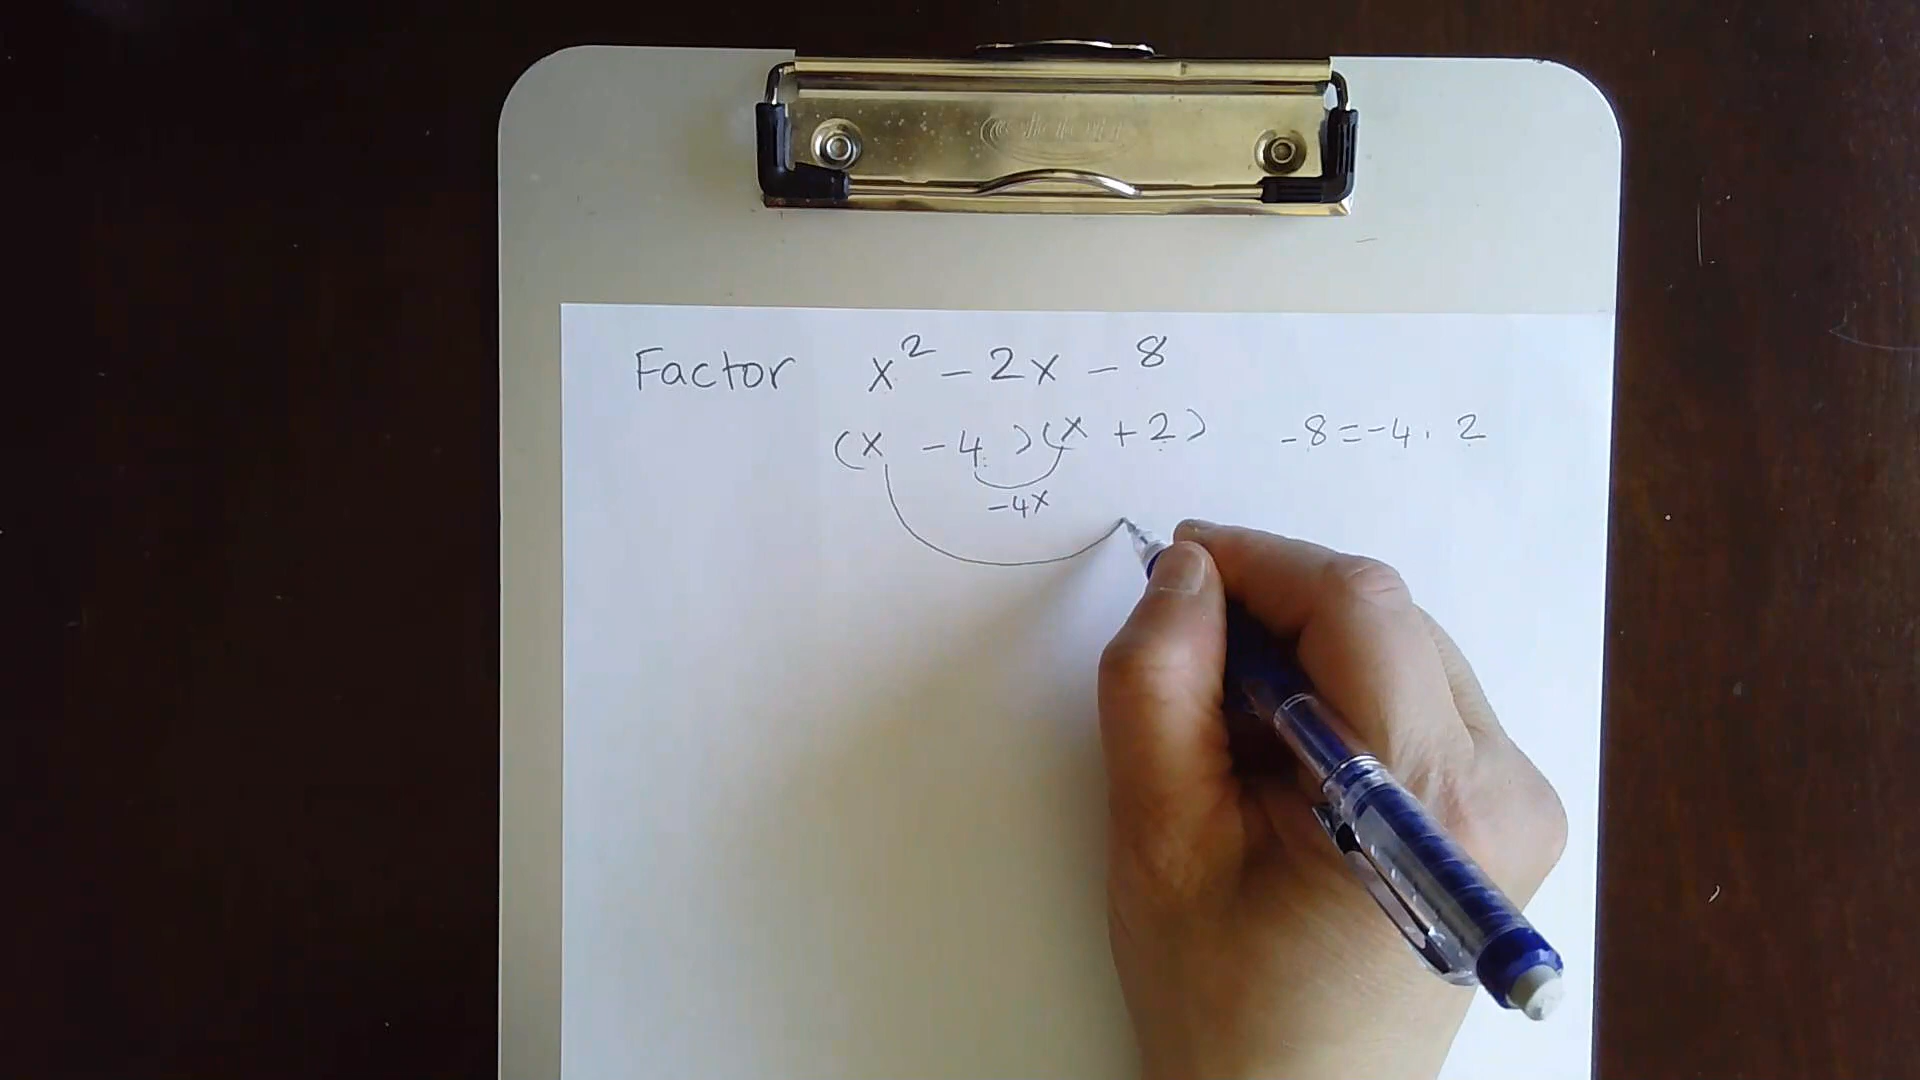 Factor x² - 2x - 8
(x - 4)(x + 2) -8 = -4 . 2
-4x